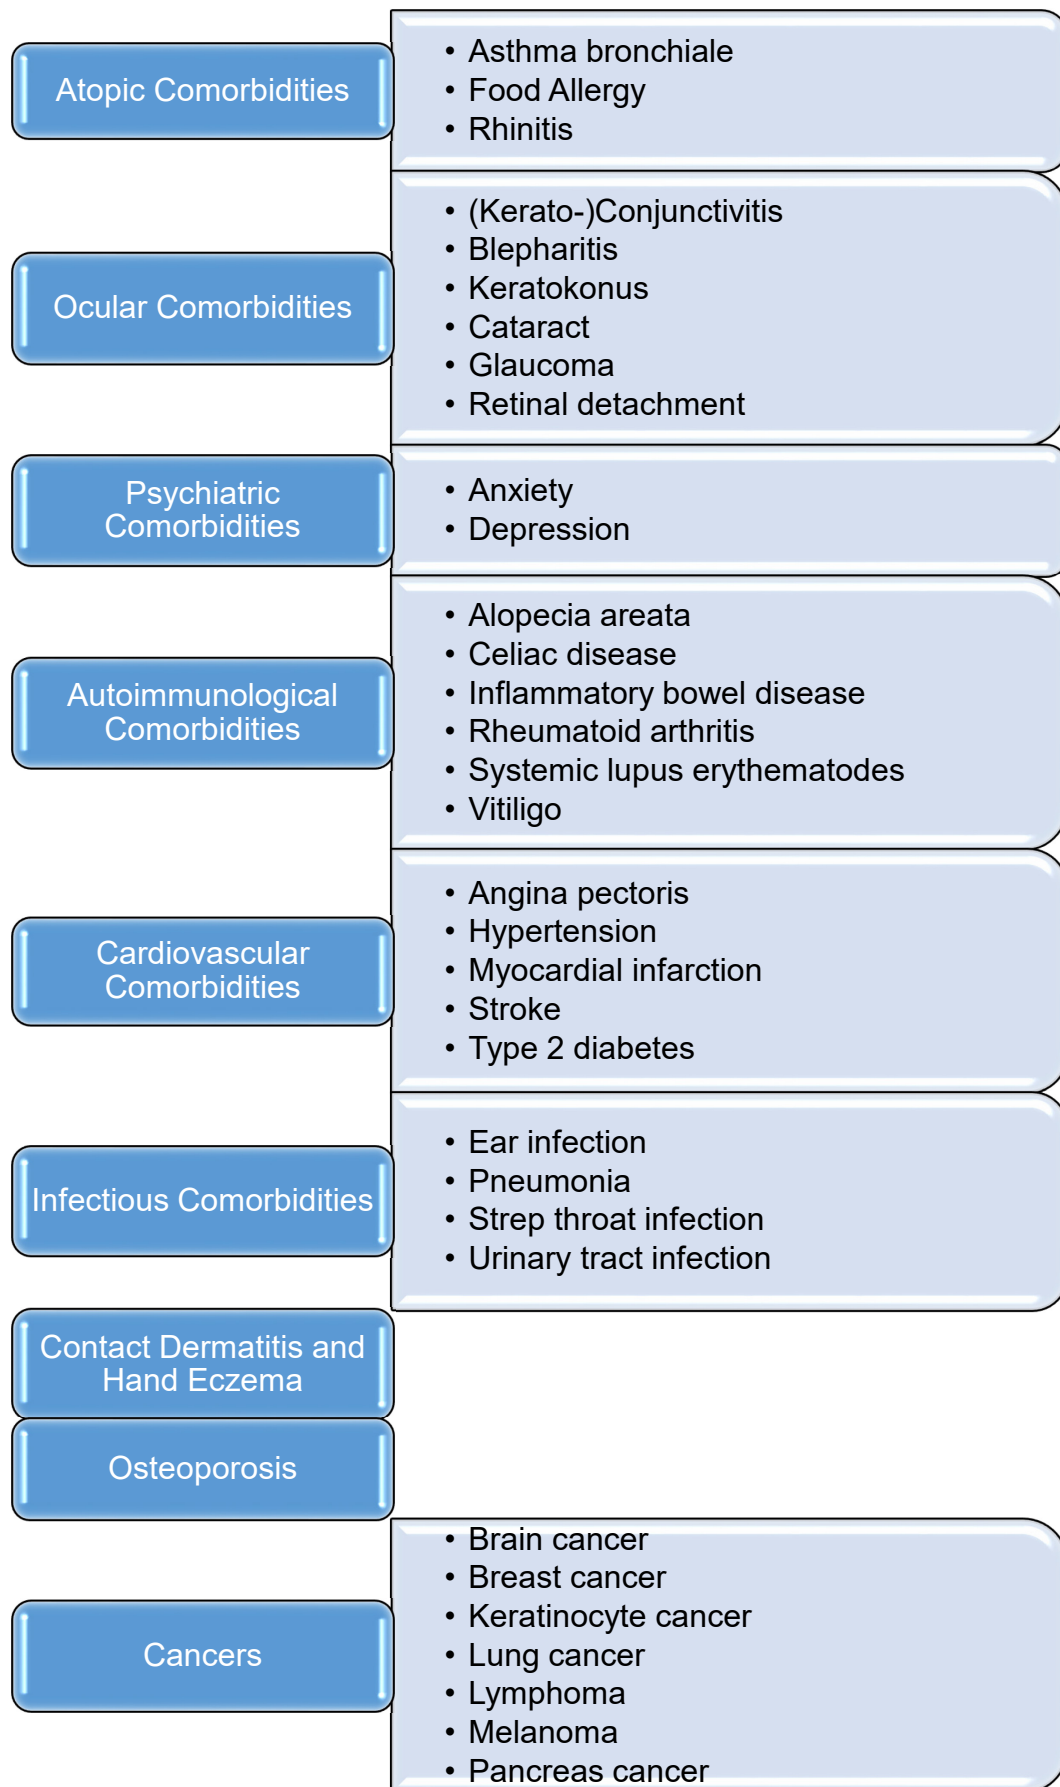 Atopic Comorbidities
• Asthma bronchiale
• Food Allergy
• Rhinitis
Ocular Comorbidities
• (Kerato-)Conjunctivitis
• Blepharitis
• Keratokonus
• Cataract
• Glaucoma
• Retinal detachment
Psychiatric
Comorbidities
• Anxiety
• Depression
Autoimmunological
Comorbidities
• Alopecia areata
• Celiac disease
• Inflammatory bowel disease
• Rheumatoid arthritis
• Systemic lupus erythematodes
• Vitiligo
Cardiovascular
Comorbidities
• Angina pectoris
• Hypertension
• Myocardial infarction
• Stroke
• Type 2 diabetes
Infectious Comorbidities
• Ear infection
• Pneumonia
• Strep throat infection
• Urinary tract infection
Contact Dermatitis and
Hand Eczema
Osteoporosis
Cancers
• Brain cancer
• Breast cancer
• Keratinocyte cancer
• Lung cancer
• Lymphoma
• Melanoma
• Pancreas cancer